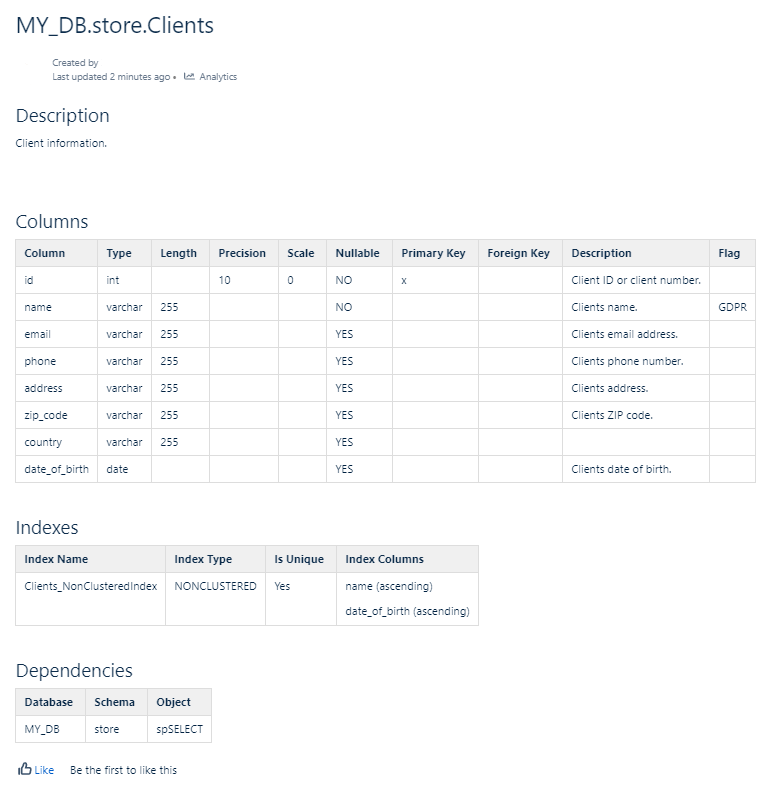 MY_DB.store.Clients
Created by
Last updated 2 minutes ago • Analytics
Description
Client information.
Columns
Column Type Length Precision Scale Nullable Primary Key Foreign Key Description Flag
id int 10 0 NO x Client ID or client number.
name varchar 255 NO Clients name. GDPR
email varchar 255 YES Clients email address.
phone varchar 255 YES Clients phone number.
address varchar 255 YES Clients address.
zip_code varchar 255 YES Clients ZIP code.
country varchar 255 YES
date_of_birth date YES Clients date of birth.
Indexes
Index Name Index Type Is Unique Index Columns
Clients_NonClusteredIndex NONCLUSTERED Yes name (ascending)
date_of_birth (ascending)
Dependencies
Database Schema Object
MY_DB store spSELECT
Like Be the first to like this